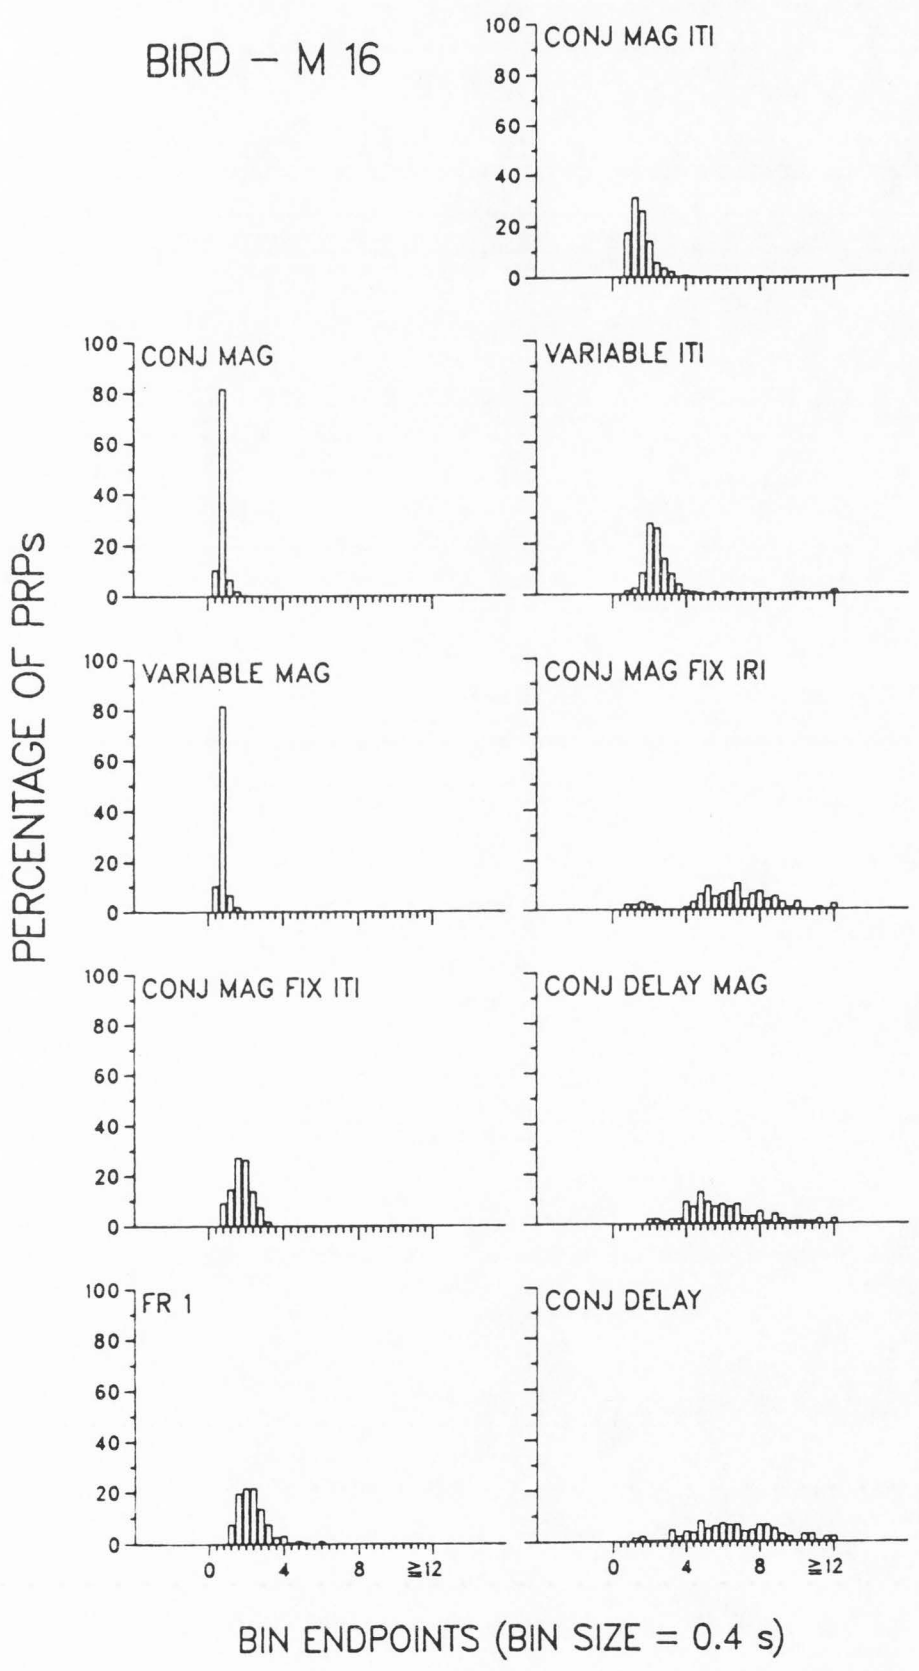 BIRD – M 16
CONJ MAG ITI
100
80
60
40
20
0
CONJ MAG
100
80
60
40
20
0
VARIABLE ITI
VARIABLE MAG
100
80
60
40
20
0
CONJ MAG FIX IRI
CONJ MAG FIX ITI
100
80
60
40
20
0
CONJ DELAY MAG
FR 1
100
80
60
40
20
0
0 4 8 ≧12
CONJ DELAY
0 4 8 ≧12
PERCENTAGE OF PRPs
BIN ENDPOINTS (BIN SIZE = 0.4 s)